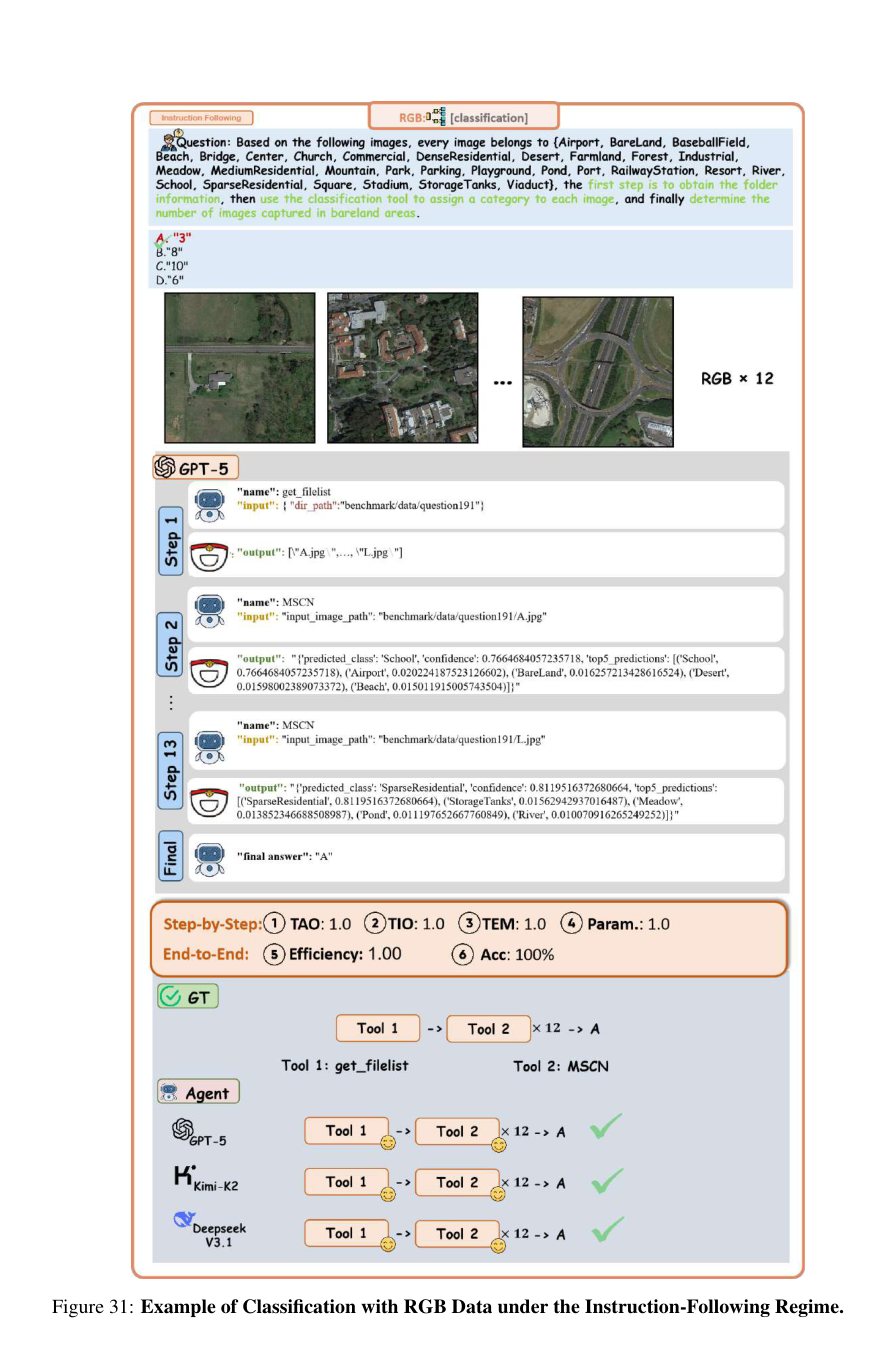 Instruction Following
RGB: [classification]
Question: Based on the following images, every image belongs to {Airport, BareLand, BaseballField,
Beach, Bridge, Center, Church, Commercial, DenseResidential, Desert, Farmland, Forest, Industrial,
Meadow, MediumResidential, Mountain, Park, Parking, Playground, Pond, Port, RailwayStation, Resort, River,
School, SparseResidential, Square, Stadium, StorageTanks, Viaduct}, the first step is to obtain the folder
information, then use the classification tool to assign a category to each image, and finally determine the
number of images captured in bareland areas.
A. "3"
B."8"
C."10"
D."6"
... RGB × 12
GPT-5
Step 1
"name": get_filelist
"input": { "dir_path":"benchmark/data/question191"}
: "output": [\"A.jpg\",…, \"L.jpg\"]
Step 2
"name": MSCN
"input": "input_image_path": "benchmark/data/question191/A.jpg"
"output": "{'predicted_class': 'School', 'confidence': 0.7664684057235718, 'top5_predictions': [('School',
0.7664684057235718), ('Airport', 0.020224187523126602), ('BareLand', 0.016257213428616524), ('Desert',
0.01598002389073372), ('Beach', 0.015011915005743504)]}"
...
Step 13
"name": MSCN
"input": "input_image_path": "benchmark/data/question191/L.jpg"
"output": "{'predicted_class': 'SparseResidential', 'confidence': 0.8119516372680664, 'top5_predictions':
[('SparseResidential', 0.8119516372680664), ('StorageTanks', 0.01562942937016487), ('Meadow',
0.013852346688508987), ('Pond', 0.011197652667760849), ('River', 0.010070916265249252)]}"
Final
"final answer": "A"
Step-by-Step: 1 TAO: 1.0 2 TIO: 1.0 3 TEM: 1.0 4 Param.: 1.0
End-to-End: 5 Efficiency: 1.00 6 Acc: 100%
GT
Tool 1 -> Tool 2 × 12 -> A
Tool 1: get_filelist Tool 2: MSCN
Agent
GPT-5 Tool 1 -> Tool 2 × 12 -> A
Kimi-K2 Tool 1 -> Tool 2 × 12 -> A
Deepseek
V3.1 Tool 1 -> Tool 2 × 12 -> A
Figure 31: Example of Classification with RGB Data under the Instruction-Following Regime.